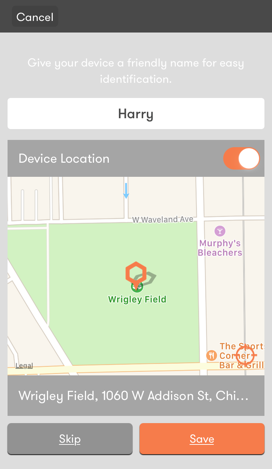 Cancel
Give your device a friendly name for easy
identification.
Harry
Device Location
W Waveland Ave
Murphy's
Bleachers
Wrigley Field
The Sport
Corner
Bar & Grill
Legal
Wrigley Field, 1060 W Addison St, Chi...
Skip
Save